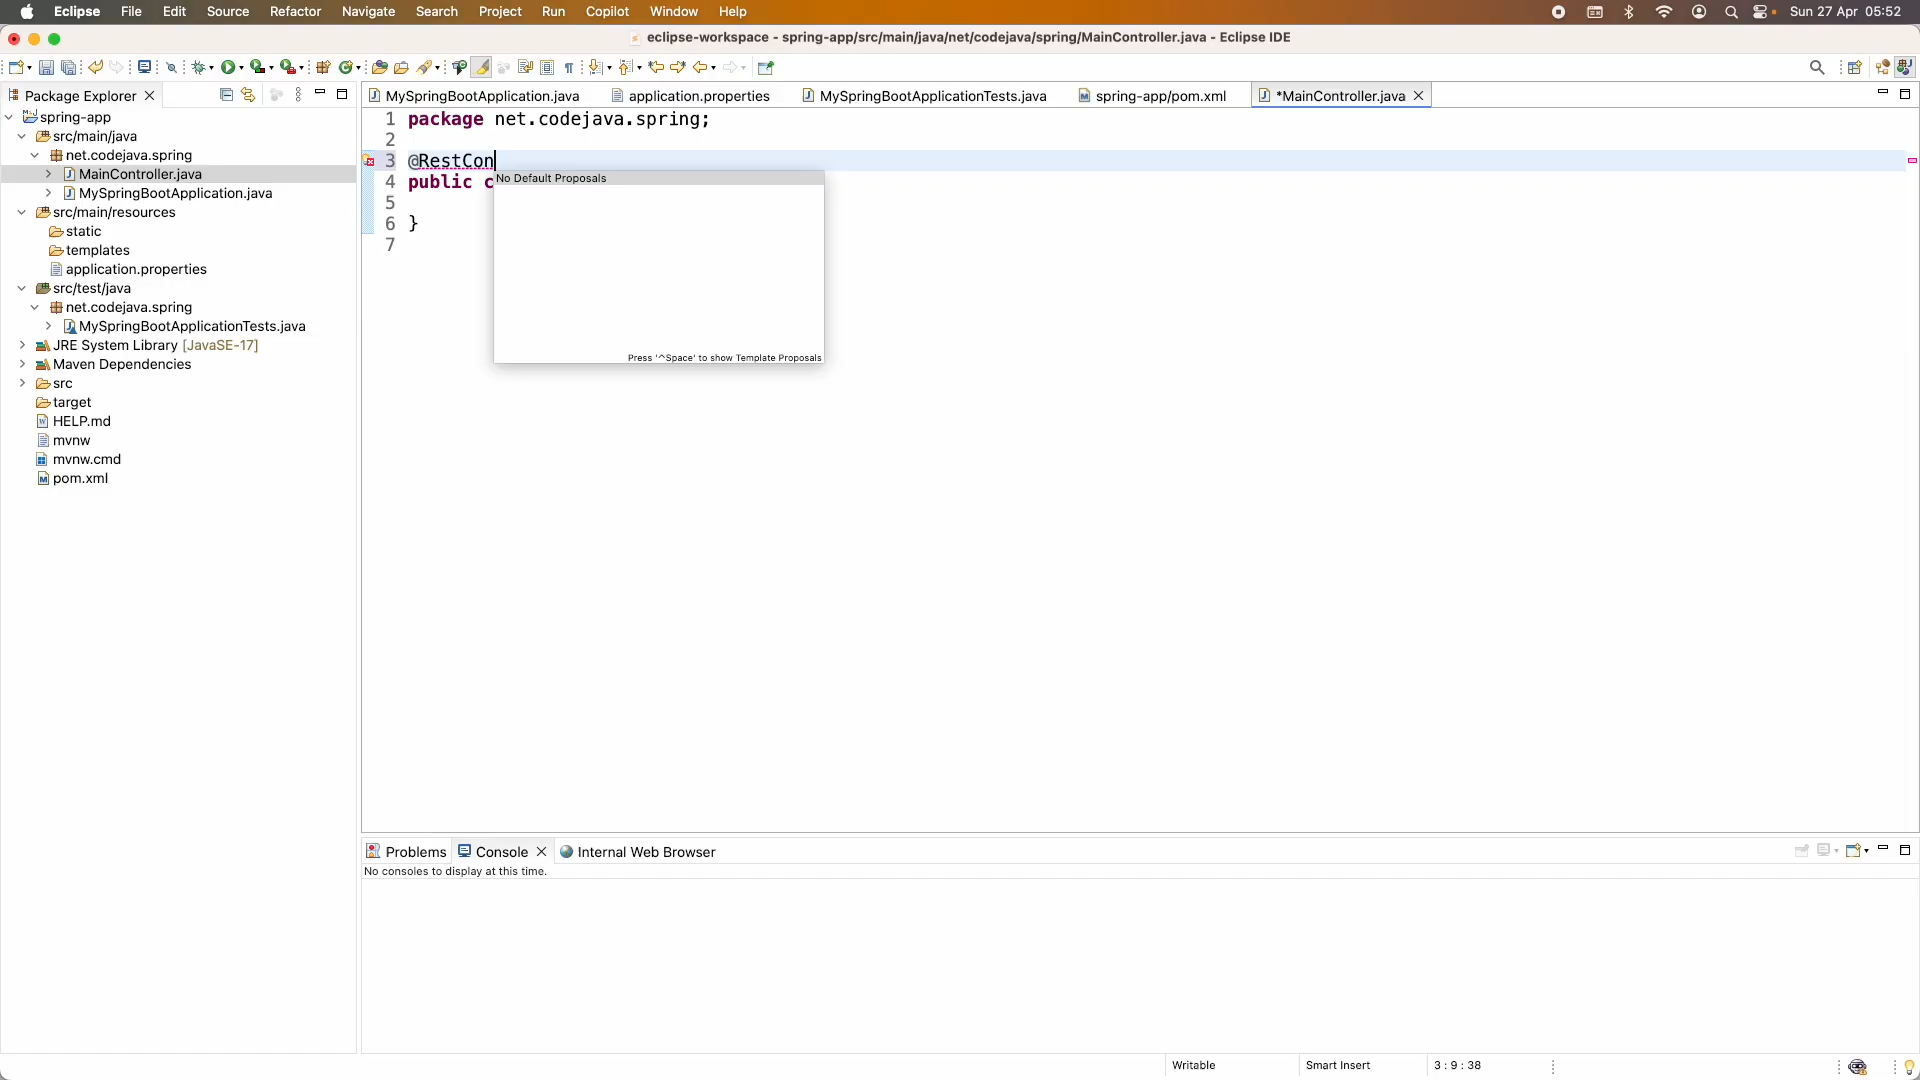 Eclipse File Edit Source Refactor Navigate Search Project Run Copilot Window Help Sun 27 Apr 05:52
eclipse-workspace - spring-app/src/main/java/net/codejava/spring/MainController.java - Eclipse IDE
Package Explorer
MySpringBootApplication.java application.properties MySpringBootApplicationTests.java spring-app/pom.xml *MainController.java
spring-app
src/main/java
net.codejava.spring
MainController.java
MySpringBootApplication.java
src/main/resources
static
templates
application.properties
src/test/java
net.codejava.spring
MySpringBootApplicationTests.java
JRE System Library [JavaSE-17]
Maven Dependencies
src
target
HELP.md
mvnw
mvnw.cmd
pom.xml
1 package net.codejava.spring;
2
3 @RestCon
4 public c
5
6 }
7
No Default Proposals
Press '^Space' to show Template Proposals
Problems Console Internal Web Browser
No consoles to display at this time.
Writable Smart Insert 3 : 9 : 38